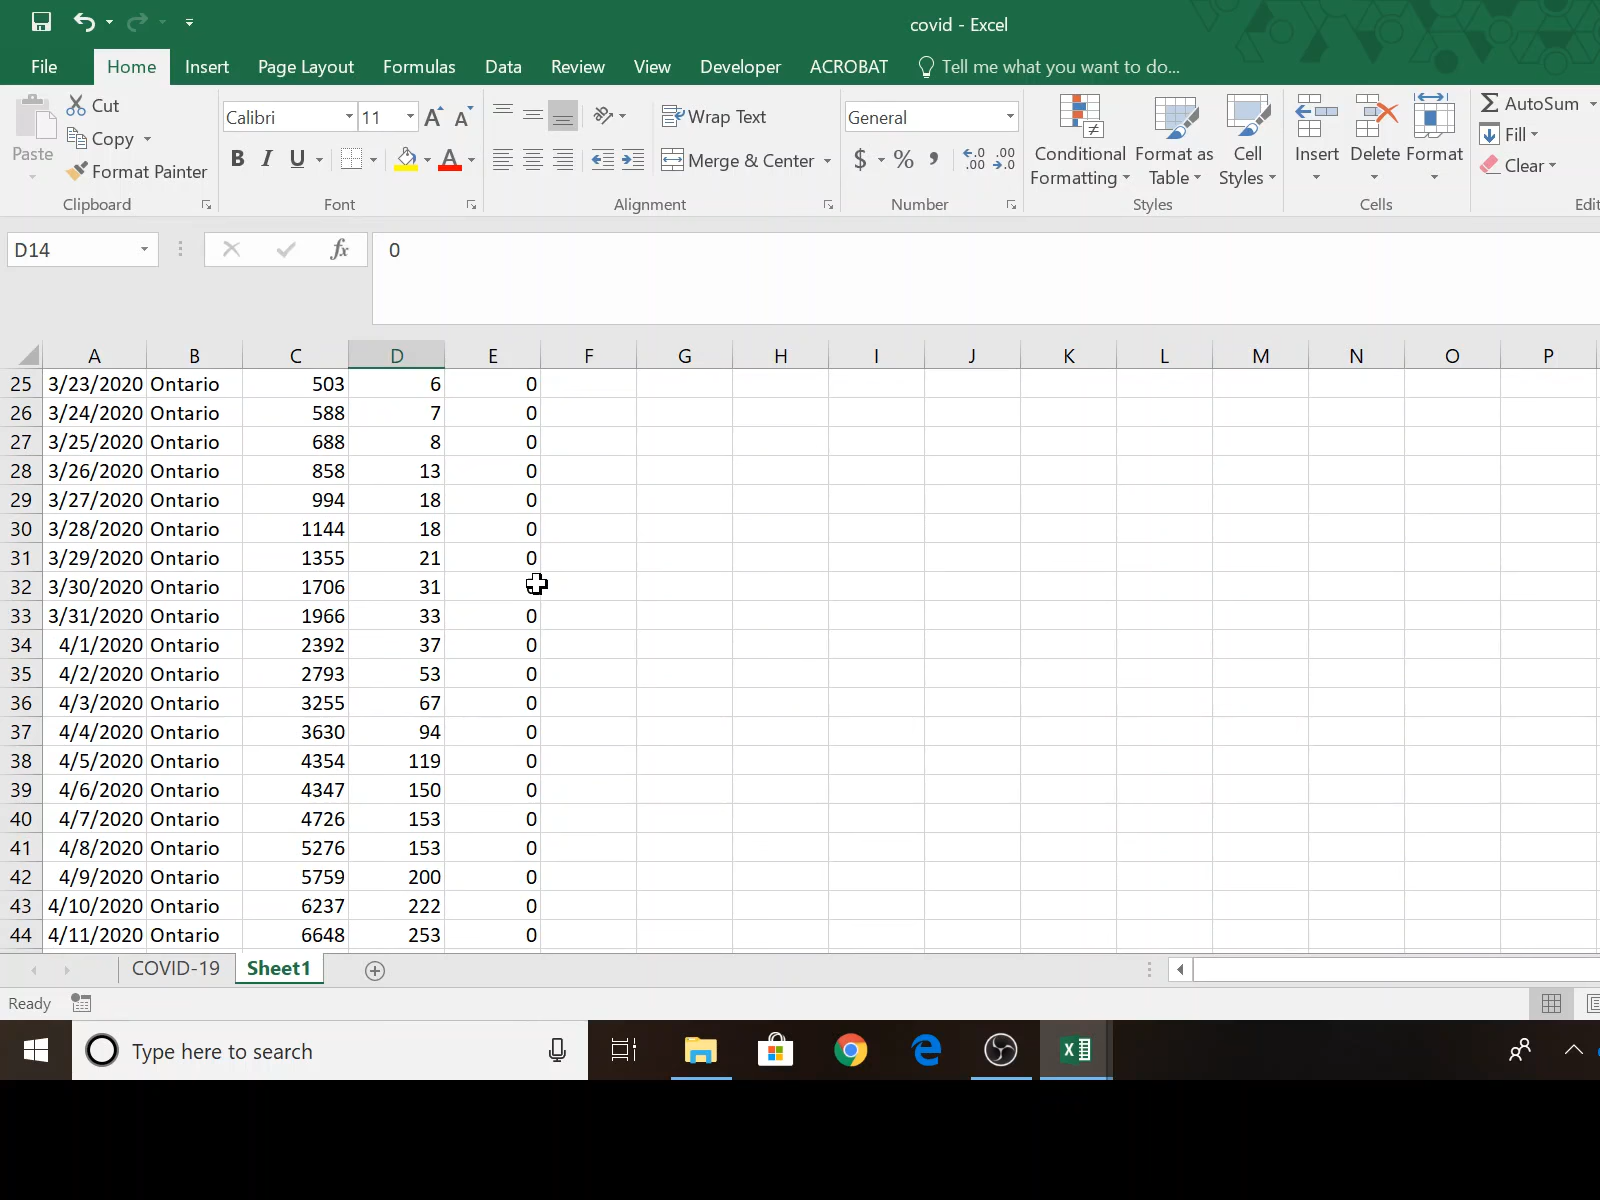 covid - Excel
File Home Insert Page Layout Formulas Data Review View Developer ACROBAT Tell me what you want to do...
Paste Cut Copy Format Painter Clipboard
Calibri 11 A A B I U A Font
Wrap Text Merge & Center Alignment
General $ % , .0 .00 .00 .0 Number
Conditional Formatting Format as Table Cell Styles Styles
Insert Delete Format Cells
AutoSum Fill Clear Edit
D14 fx 0
A B C D E F G H I J K L M N O P
25 3/23/2020 Ontario 503 6 0
26 3/24/2020 Ontario 588 7 0
27 3/25/2020 Ontario 688 8 0
28 3/26/2020 Ontario 858 13 0
29 3/27/2020 Ontario 994 18 0
30 3/28/2020 Ontario 1144 18 0
31 3/29/2020 Ontario 1355 21 0
32 3/30/2020 Ontario 1706 31
33 3/31/2020 Ontario 1966 33 0
34 4/1/2020 Ontario 2392 37 0
35 4/2/2020 Ontario 2793 53 0
36 4/3/2020 Ontario 3255 67 0
37 4/4/2020 Ontario 3630 94 0
38 4/5/2020 Ontario 4354 119 0
39 4/6/2020 Ontario 4347 150 0
40 4/7/2020 Ontario 4726 153 0
41 4/8/2020 Ontario 5276 153 0
42 4/9/2020 Ontario 5759 200 0
43 4/10/2020 Ontario 6237 222 0
44 4/11/2020 Ontario 6648 253 0
COVID-19 Sheet1
Ready
Type here to search